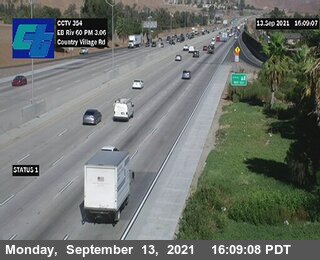 CCTV 354
EB Riv 60 PM 3.06
Country Village Rd
13 Sep 2021 16:09:07
STATUS 1
Monday, September 13, 2021 16:09:08 PDT